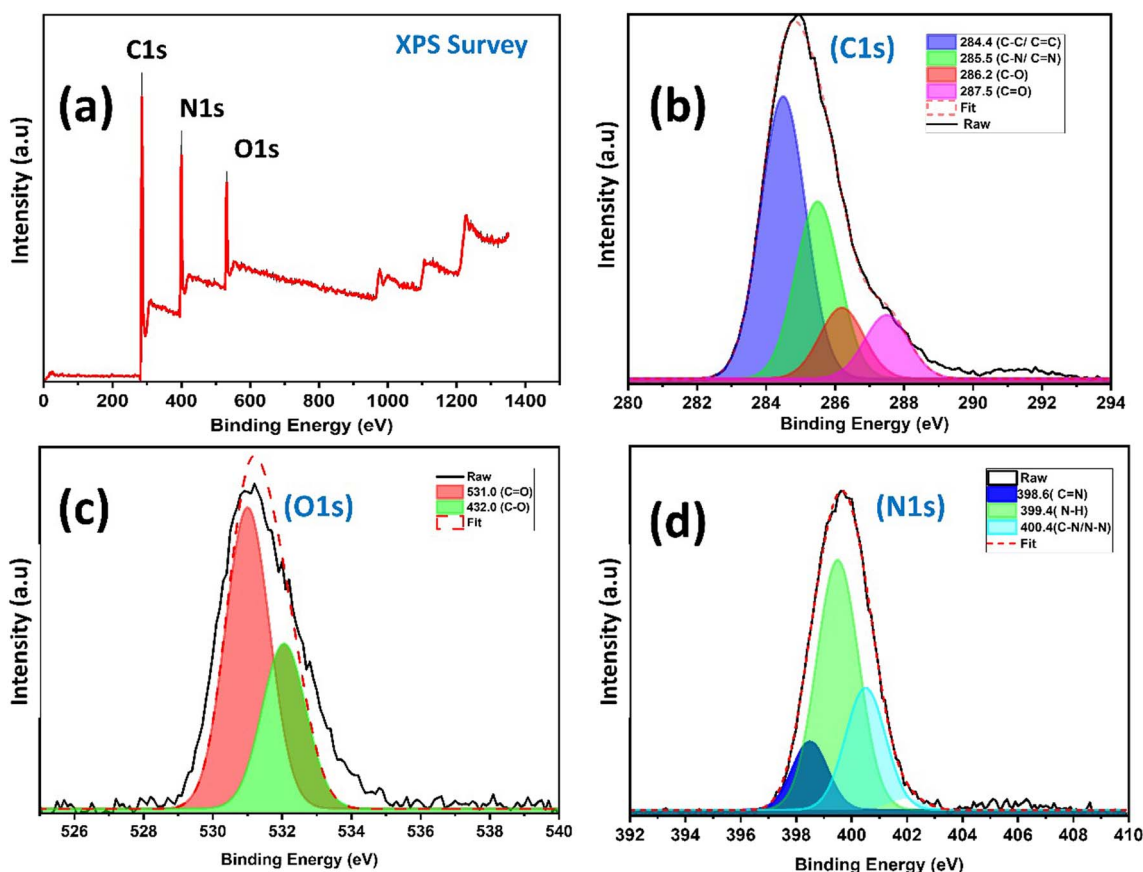 (a)
XPS Survey
C1s
N1s
O1s
Intensity (a.u)
0 200 400 600 800 1000 1200 1400
Binding Energy (eV)
(b)
(C1s)
284.4 (C-C/ C=C)
285.5 (C-N/ C=N)
286.2 (C-O)
287.5 (C=O)
Fit
Raw
Intensity (a.u)
280 282 284 286 288 290 292 294
Binding Energy (eV)
(c)
(O1s)
Raw
531.0 (C=O)
432.0 (C-O)
Fit
Intensity (a.u)
526 528 530 532 534 536 538 540
Binding Energy (eV)
(d)
(N1s)
Raw
398.6( C=N)
399.4( N-H)
400.4(C-N/N-N)
Fit
Intensity (a.u)
392 394 396 398 400 402 404 406 408 410
Binding Energy (eV)